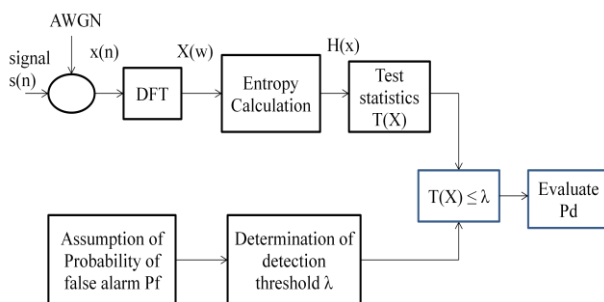 AWGN
signal
s(n)
x(n)
DFT
X(w)
Entropy
Calculation
H(x)
Test
statistics
T(X)
T(X) ≤ λ
Evaluate
Pd
Assumption of
Probability of
false alarm Pf
Determination of
detection
threshold λ